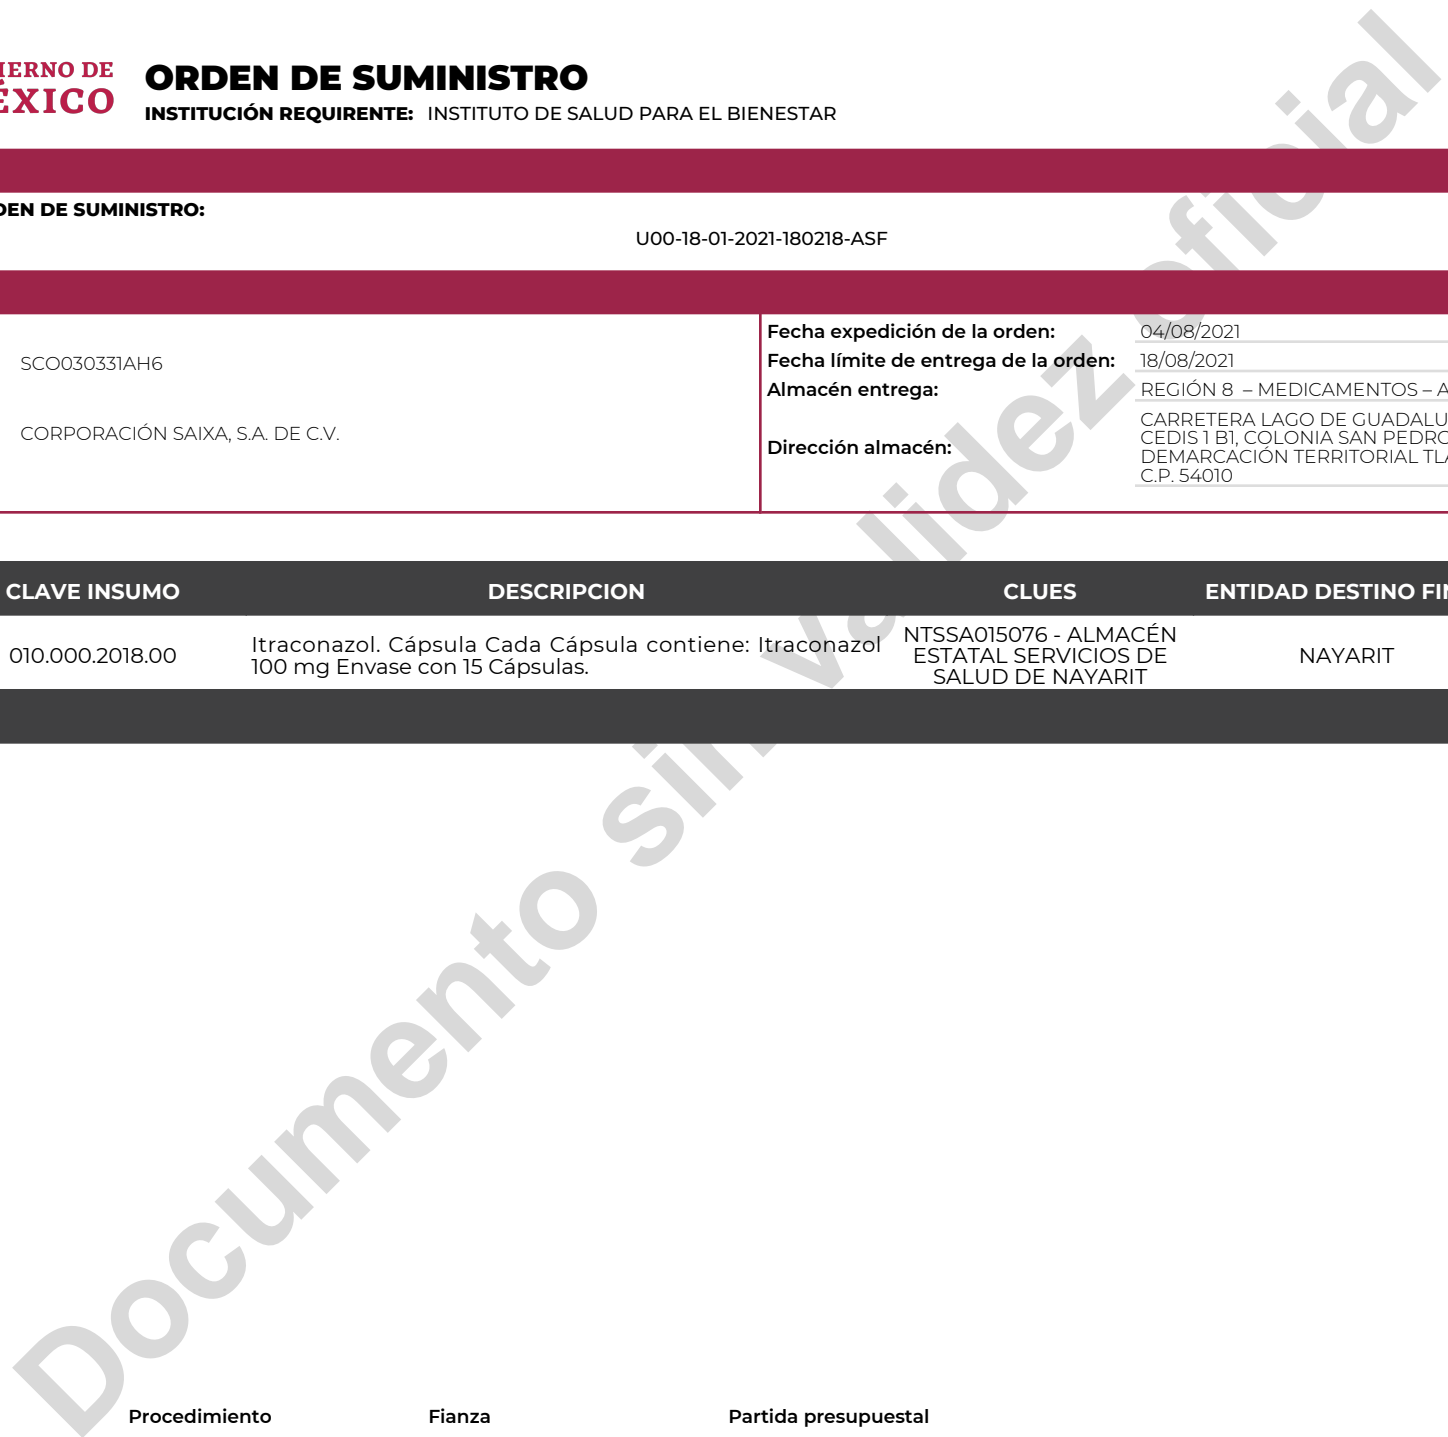 IERNO DE
ÉXICO
ORDEN DE SUMINISTRO
INSTITUCIÓN REQUIRENTE: INSTITUTO DE SALUD PARA EL BIENESTAR
DEN DE SUMINISTRO:
U00-18-01-2021-180218-ASF
SCO030331AH6
CORPORACIÓN SAIXA, S.A. DE C.V.
Fecha expedición de la orden: 04/08/2021
Fecha límite de entrega de la orden: 18/08/2021
Almacén entrega: REGIÓN 8 – MEDICAMENTOS – A
Dirección almacén: CARRETERA LAGO DE GUADALU
CEDIS 1 B1, COLONIA SAN PEDRO
DEMARCACIÓN TERRITORIAL TLA
C.P. 54010
CLAVE INSUMO DESCRIPCION CLUES ENTIDAD DESTINO FIN
010.000.2018.00
Itraconazol. Cápsula Cada Cápsula contiene: Itraconazol
100 mg Envase con 15 Cápsulas.
NTSSA015076 - ALMACÉN
ESTATAL SERVICIOS DE
SALUD DE NAYARIT
NAYARIT
Documento sin validez oficial
Procedimiento Fianza Partida presupuestal